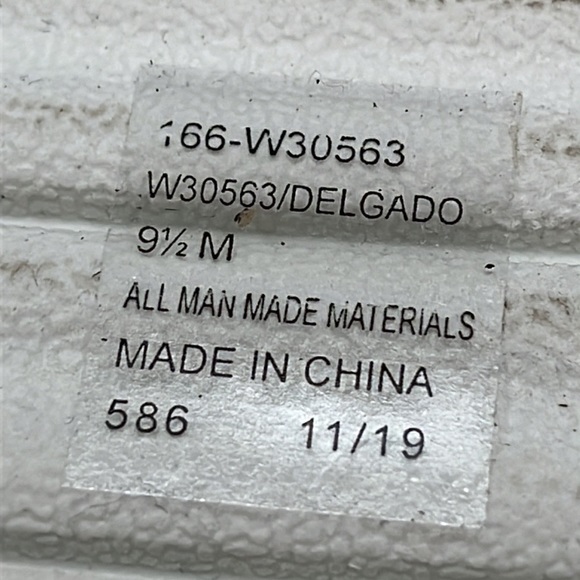 166-W30563
W30563/DELGADO
9½ M
ALL MAN MADE MATERIALS
MADE IN CHINA
586 11/19